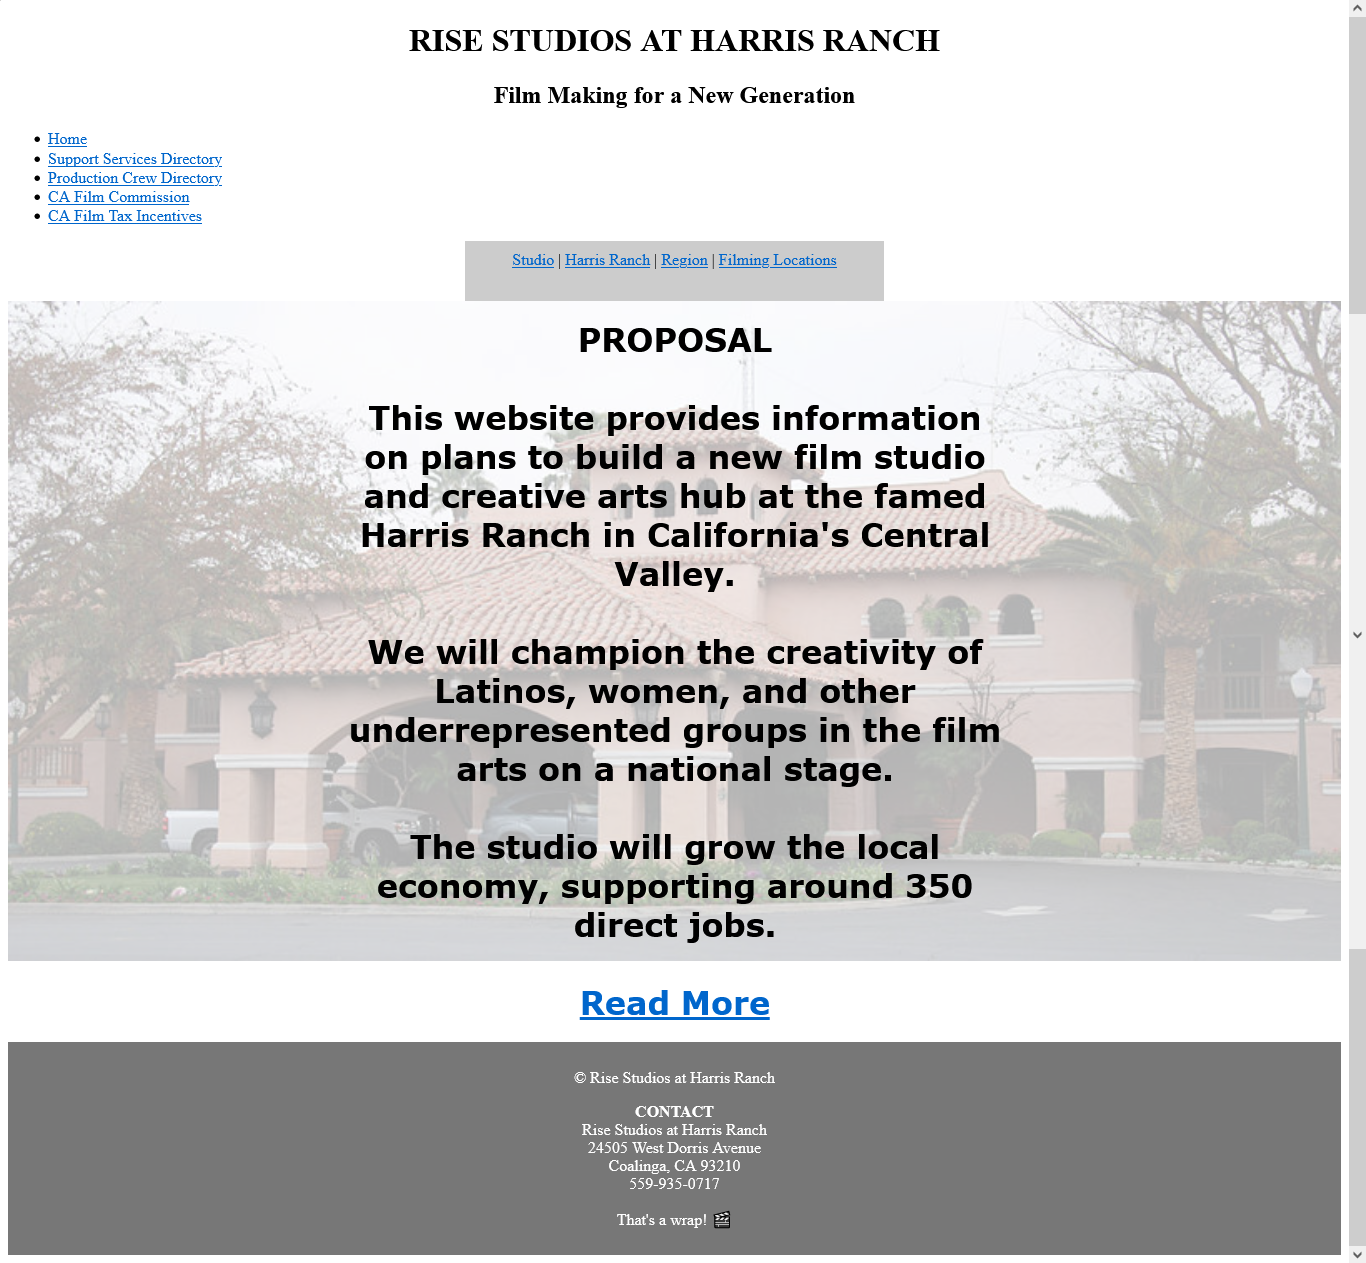 RISE STUDIOS AT HARRIS RANCH
Film Making for a New Generation
Home
Support Services Directory
Production Crew Directory
CA Film Commission
CA Film Tax Incentives
Studio | Harris Ranch | Region | Filming Locations
PROPOSAL
This website provides information
on plans to build a new film studio
and creative arts hub at the famed
Harris Ranch in California's Central
Valley.
We will champion the creativity of
Latinos, women, and other
underrepresented groups in the film
arts on a national stage.
The studio will grow the local
economy, supporting around 350
direct jobs.
Read More
© Rise Studios at Harris Ranch
CONTACT
Rise Studios at Harris Ranch
24505 West Dorris Avenue
Coalinga, CA 93210
559-935-0717
That's a wrap! 🎬